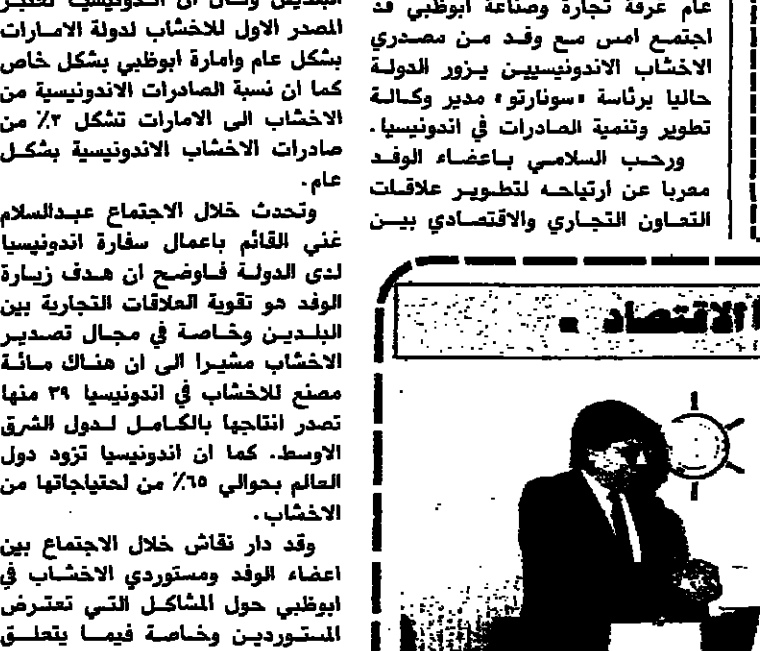 عام غرفة تجارة وصناعة ابوظبي قد
اجتمع امس مع وفد من مصدري
الاخشاب الاندونيسيين يزور الدولة
حاليا برئاسة «سونارتو» مدير وكالة
تطوير وتنمية الصادرات في اندونيسيا.
ورحب السلامي باعضاء الوفد
معربا عن ارتياحه لتطوير علاقات
التعاون التجاري والاقتصادي بين
المصدر الاول للاخشاب لدولة الامارات
بشكل عام وامارة ابوظبي بشكل خاص
كما ان نسبة الصادرات الاندونيسية من
الاخشاب الى الامارات تشكل ٢٪ من
صادرات الاخشاب الاندونيسية بشكل
عام.
وتحدث خلال الاجتماع عبدالسلام
غني القائم باعمال سفارة اندونيسيا
لدى الدولة فاوضح ان هدف زيارة
الوفد هو تقوية العلاقات التجارية بين
البلدين وخاصة في مجال تصدير
الاخشاب مشيرا الى ان هناك مائة
مصنع للاخشاب في اندونيسيا ٣٩ منها
تصدر انتاجها بالكامل لدول الشرق
الاوسط. كما ان اندونيسيا تزود دول
العالم بحوالي ٦٥٪ من احتياجاتها من
الاخشاب.
وقد دار نقاش خلال الاجتماع بين
اعضاء الوفد ومستوردي الاخشاب في
ابوظبي حول المشاكل التي تعترض
المستوردين وخاصة فيما يتعلق
الاقتصاد